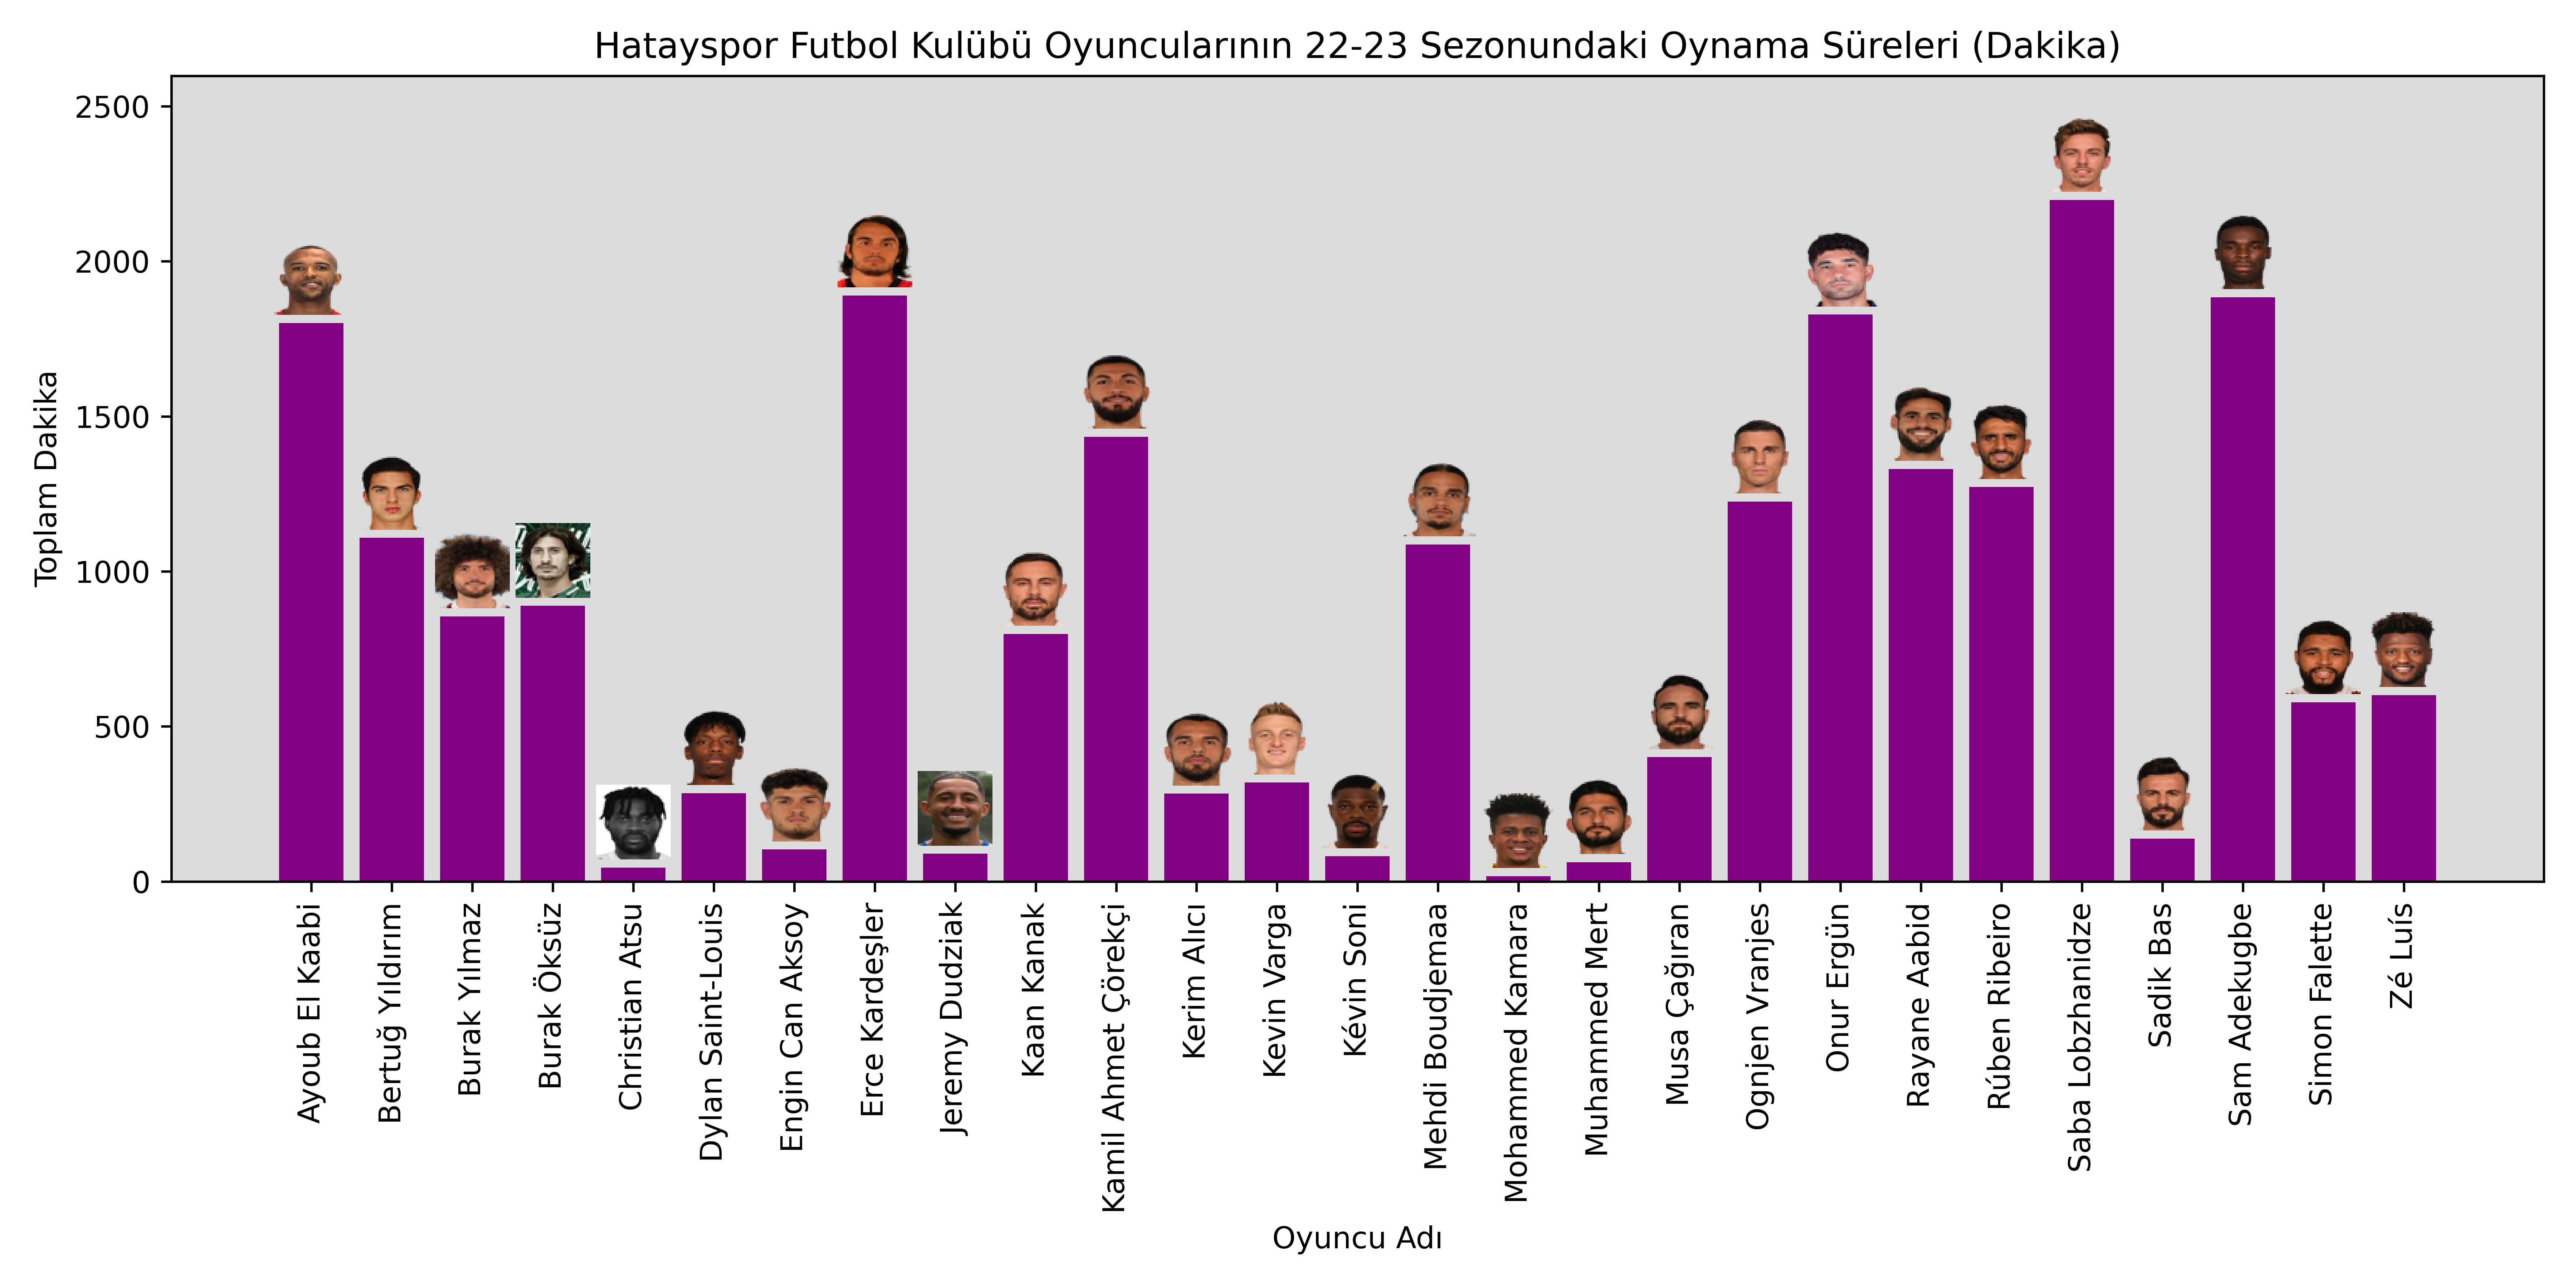 Hatayspor Futbol Kulübü Oyuncularının 22-23 Sezonundaki Oynama Süreleri (Dakika)
Toplam Dakika
2500
2000
1500
1000
500
0
Ayoub El Kaabi
Bertuğ Yıldırım
Burak Yılmaz
Burak Öksüz
Christian Atsu
Dylan Saint-Louis
Engin Can Aksoy
Erce Kardeşler
Jeremy Dudziak
Kaan Kanak
Kamil Ahmet Çörekçi
Kerim Alıcı
Kevin Varga
Kévin Soni
Mehdi Boudjemaa
Mohammed Kamara
Muhammed Mert
Musa Çağıran
Ognjen Vranjes
Onur Ergün
Rayane Aabid
Rúben Ribeiro
Saba Lobzhanidze
Sadik Bas
Sam Adekugbe
Simon Falette
Zé Luís
Oyuncu Adı